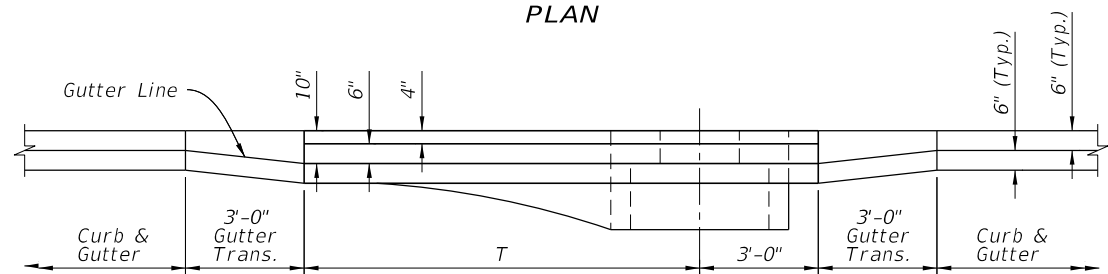 PLAN
Gutter Line
10"
6"
4"
6" (Typ.)
6" (Typ.)
Curb &
Gutter
3'-0"
Gutter
Trans.
T
3'-0"
3'-0"
Gutter
Trans.
Curb &
Gutter